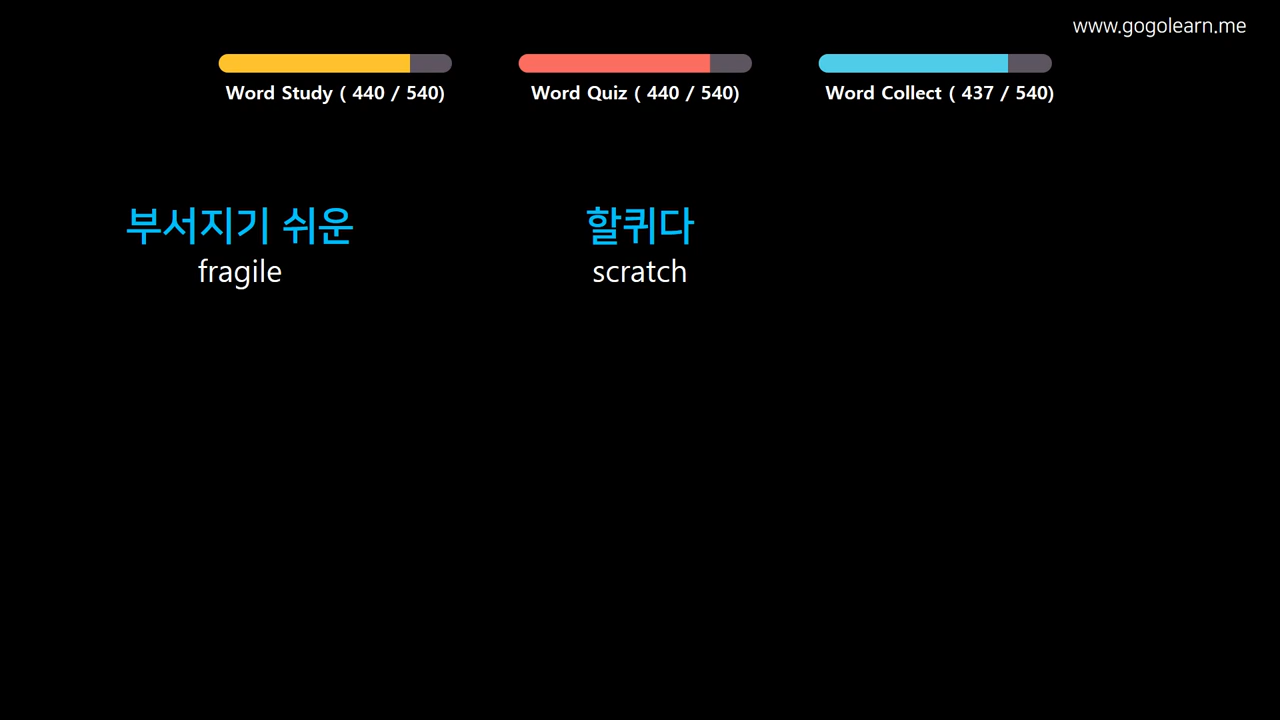 www.gogolearn.me
Word Study ( 440 / 540)
Word Quiz ( 440 / 540)
Word Collect ( 437 / 540)
부서지기 쉬운
fragile
할퀴다
scratch